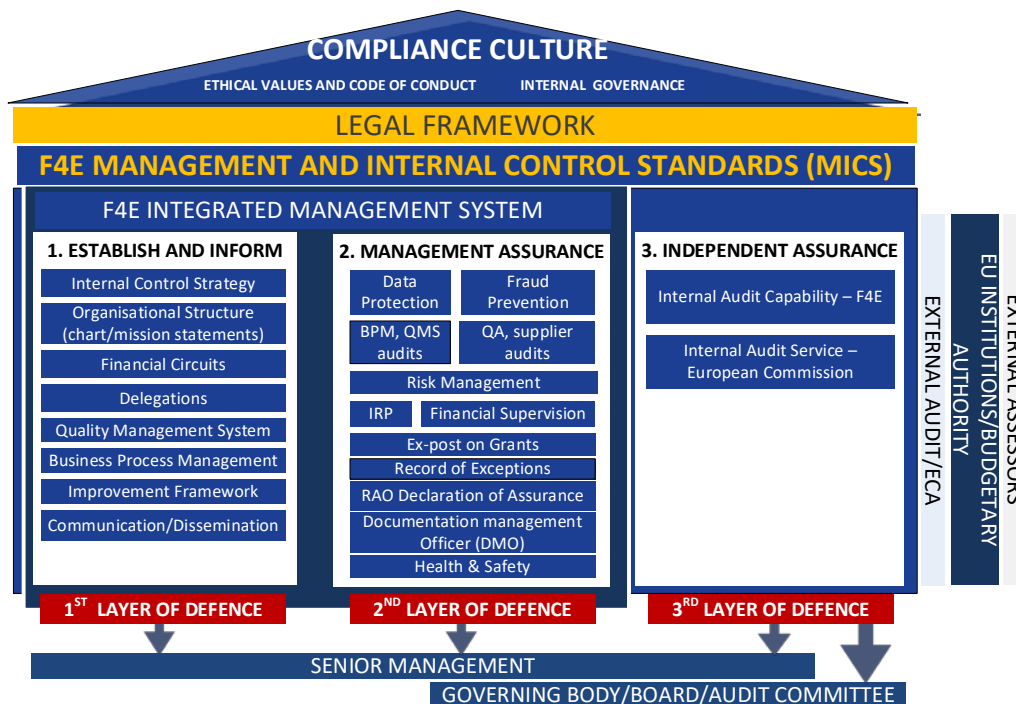 COMPLIANCE CULTURE
ETHICAL VALUES AND CODE OF CONDUCT INTERNAL GOVERNANCE
LEGAL FRAMEWORK
F4E MANAGEMENT AND INTERNAL CONTROL STANDARDS (MICS)
F4E INTEGRATED MANAGEMENT SYSTEM
1. ESTABLISH AND INFORM
Internal Control Strategy
Organisational Structure
(chart/mission statements)
Financial Circuits
Delegations
Quality Management System
Business Process Management
Improvement Framework
Communication/Dissemination
2. MANAGEMENT ASSURANCE
Data
Protection
Fraud
Prevention
BPM, QMS
audits
QA, supplier
audits
Risk Management
IRP
Financial Supervision
Ex-post on Grants
Record of Exceptions
RAO Declaration of Assurance
Documentation management
Officer (DMO)
Health & Safety
3. INDEPENDENT ASSURANCE
Internal Audit Capability – F4E
Internal Audit Service –
European Commission
EXTERNAL AUDIT/ECA
EU INSTITUTIONS/BUDGETARY
AUTHORITY
EXTERNAL ASSESSORS
1ST LAYER OF DEFENCE
2ND LAYER OF DEFENCE
3RD LAYER OF DEFENCE
SENIOR MANAGEMENT
GOVERNING BODY/BOARD/AUDIT COMMITTEE